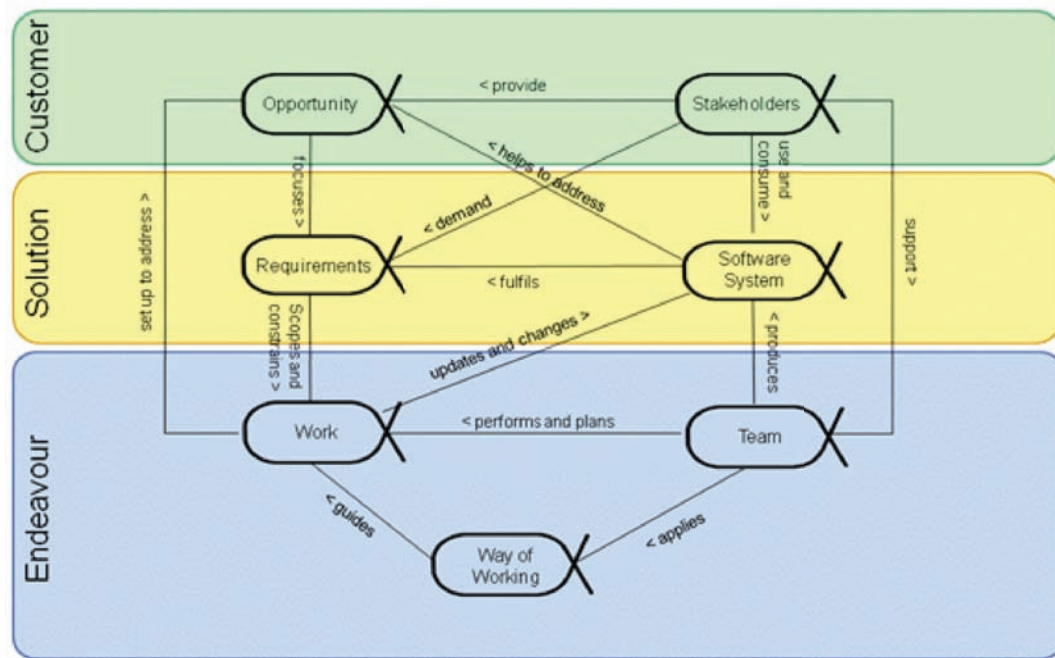 Customer
Opportunity
< provide
Stakeholders
focuses >
< helps to address
use and
consume >
< demand
set up to address >
support >
Solution
Requirements
< fulfils
Software
System
Scopes and
constrains >
updates and changes >
< produces
Endeavour
Work
< performs and plans
Team
< guides
< applies
Way of
Working